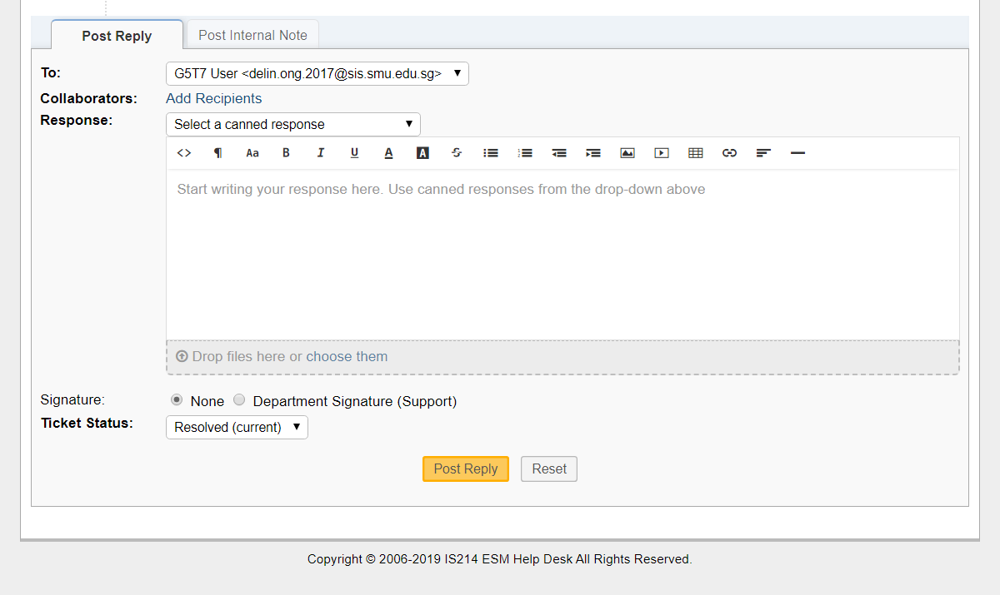 Post Reply
Post Internal Note
To:
G5T7 User <delin.ong.2017@sis.smu.edu.sg>
Collaborators:
Add Recipients
Response:
Select a canned response
<> ¶ Aa B I U A A S
Start writing your response here. Use canned responses from the drop-down above
Drop files here or choose them
Signature:
None
Department Signature (Support)
Ticket Status:
Resolved (current)
Post Reply
Reset
Copyright © 2006-2019 IS214 ESM Help Desk All Rights Reserved.